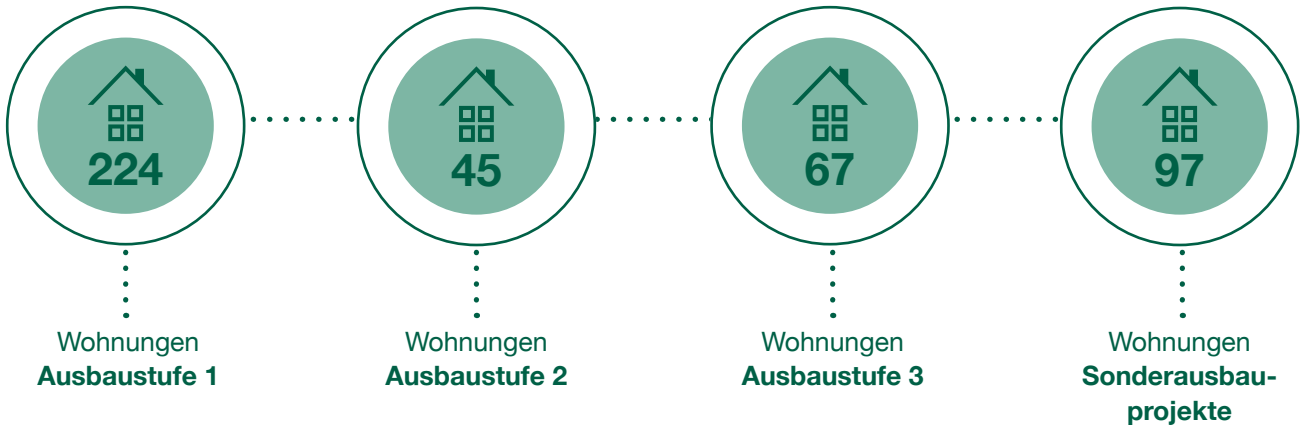 224
Wohnungen
Ausbaustufe 1
45
Wohnungen
Ausbaustufe 2
67
Wohnungen
Ausbaustufe 3
97
Wohnungen
Sonderausbau-
projekte